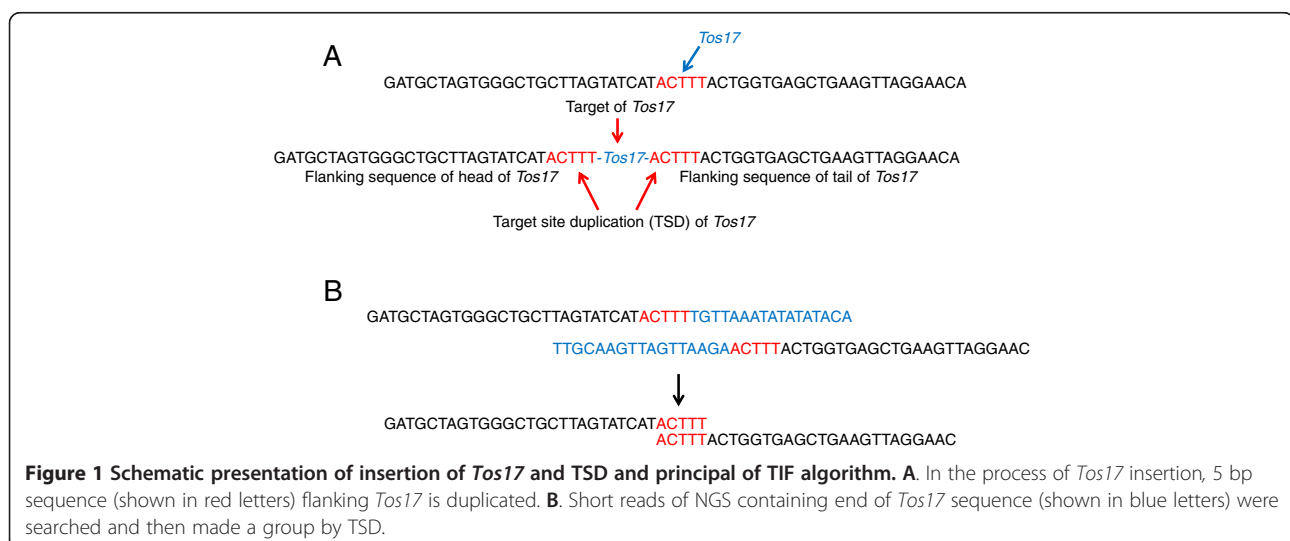 Tos17
A
GATGCTAGTGGGCTGCTTAGTATCATACTTTACTGGTGAGCTGAAGTTAGGAACA
Target of Tos17
GATGCTAGTGGGCTGCTTAGTATCATACTTT-Tos17-ACTTTACTGGTGAGCTGAAGTTAGGAACA
Flanking sequence of head of Tos17 Flanking sequence of tail of Tos17
Target site duplication (TSD) of Tos17
B
GATGCTAGTGGGCTGCTTAGTATCATACTTTTGTTAAATATATATACA
TTGCAAGTTAGTTAAGAACTTTACTGGTGAGCTGAAGTTAGGAAC
GATGCTAGTGGGCTGCTTAGTATCATACTTT
ACTTTACTGGTGAGCTGAAGTTAGGAAC
Figure 1 Schematic presentation of insertion of Tos17 and TSD and principal of TIF algorithm. A. In the process of Tos17 insertion, 5 bp
sequence (shown in red letters) flanking Tos17 is duplicated. B. Short reads of NGS containing end of Tos17 sequence (shown in blue letters) were
searched and then made a group by TSD.